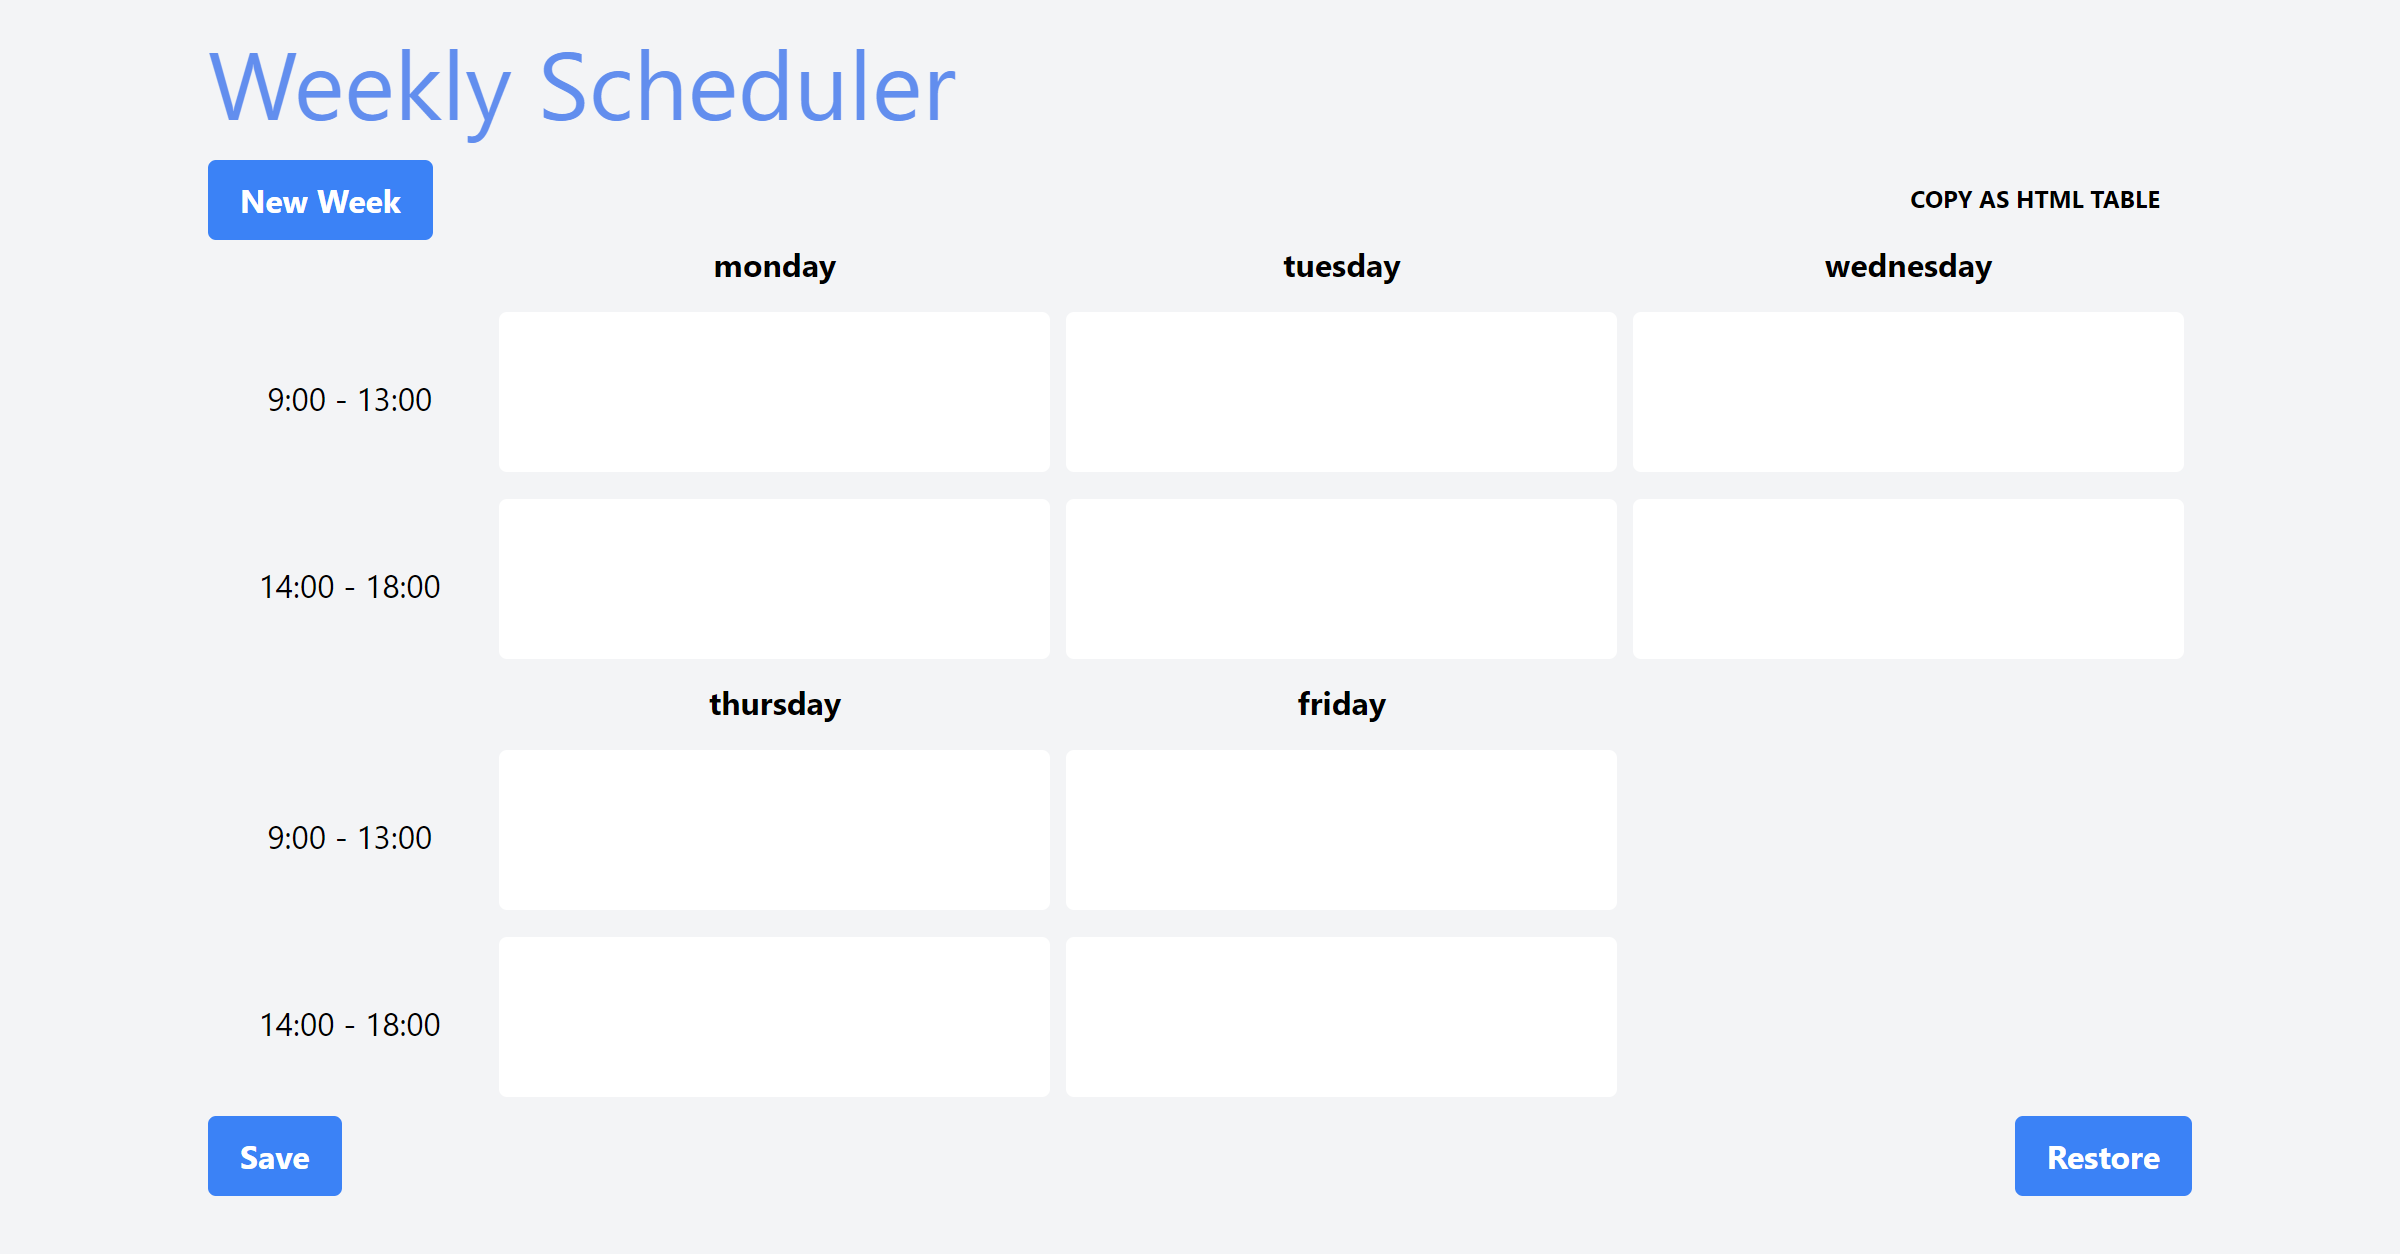 Weekly Scheduler
New Week
COPY AS HTML TABLE
monday tuesday wednesday
9:00 - 13:00
14:00 - 18:00
thursday friday
9:00 - 13:00
14:00 - 18:00
Save
Restore